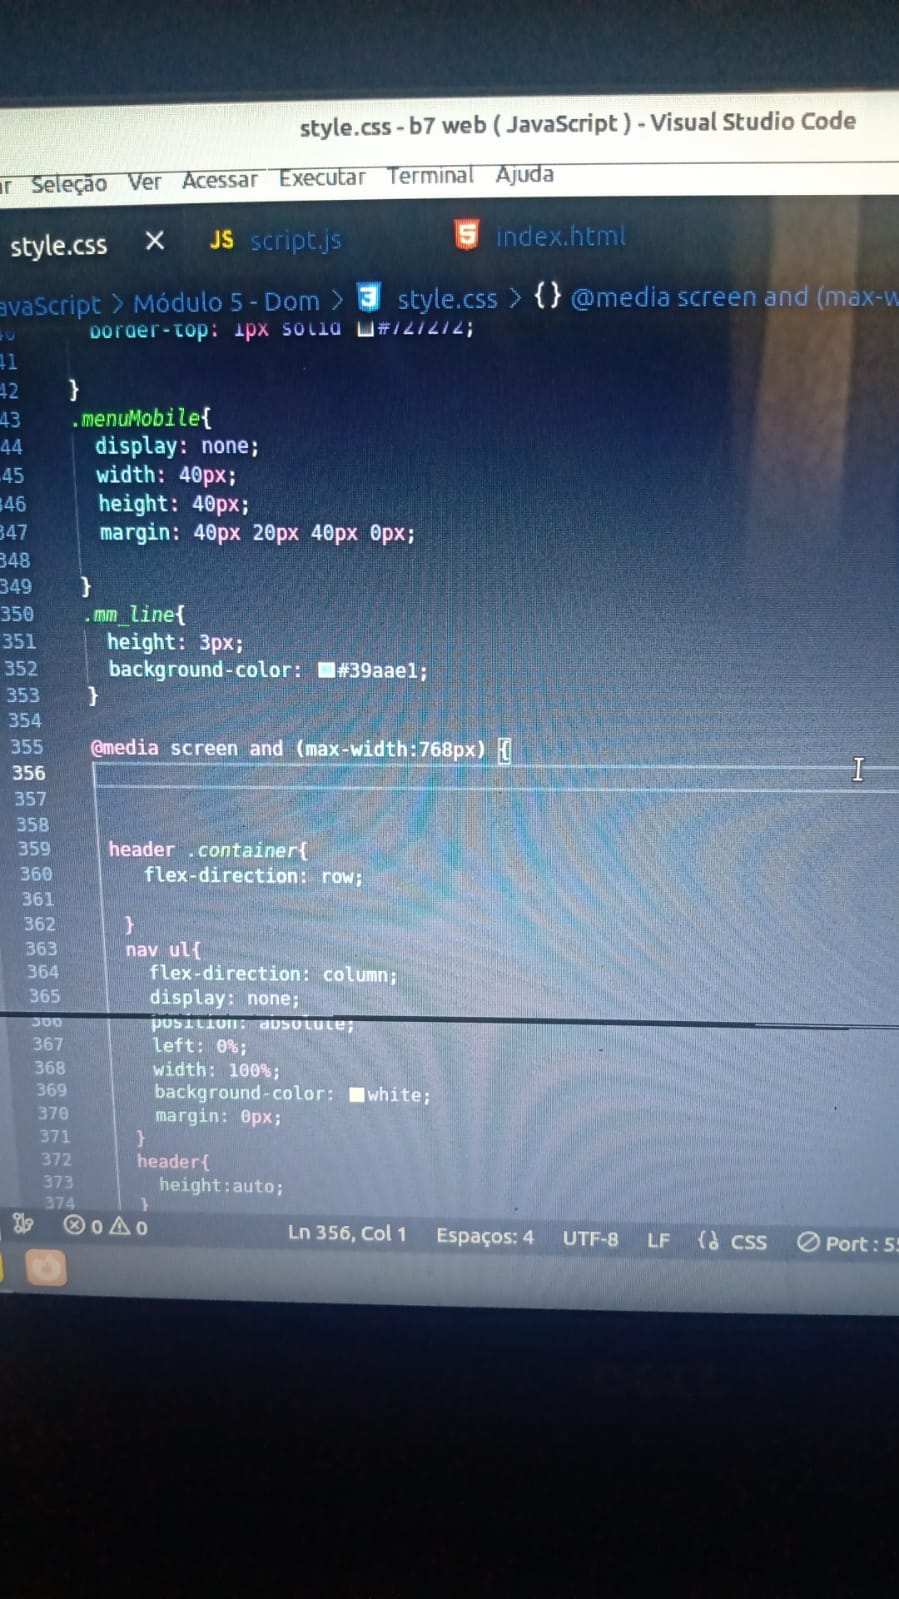 style.css - b7 web ( JavaScript ) - Visual Studio Code
ar Seleção Ver Acessar Executar Terminal Ajuda
style.css X JS script.js index.html
avaScript > Módulo 5 - Dom > style.css > {} @media screen and (max-w
border-top: 1px solid #727272;
41
42 }
43 .menuMobile{
44 display: none;
45 width: 40px;
346 height: 40px;
347 margin: 40px 20px 40px 0px;
348
349 }
350 .mm_line{
351 height: 3px;
352 background-color: #39aae1;
353 }
354
355 @media screen and (max-width:768px) {
356
357
358
359 header .container{
360 flex-direction: row;
361
362 }
363 nav ul{
364 flex-direction: column;
365 display: none;
366 position: absolute;
367 left: 0%;
368 width: 100%;
369 background-color: white;
370 margin: 0px;
371 }
372 header{
373 height:auto;
374 }
0 0 Ln 356, Col 1 Espaços: 4 UTF-8 LF CSS Port : 55